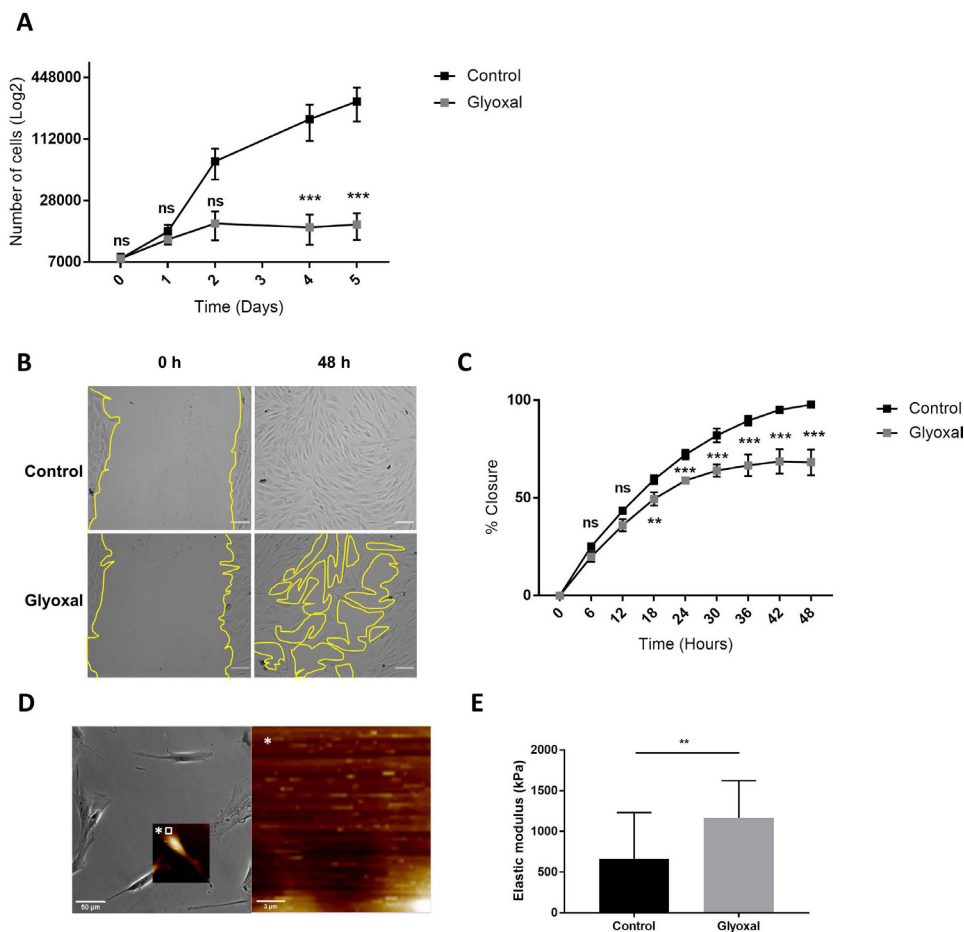 A
Number of cells (Log2)
448000
112000
28000
7000
ns
ns
ns
***
***
Control
Glyoxal
0
1
2
3
4
5
Time (Days)
B
0 h
48 h
Control
Glyoxal
C
% Closure
100
50
0
ns
ns
**
***
***
***
***
***
Control
Glyoxal
0
6
12
18
24
30
36
42
48
Time (Hours)
D
*
*
50 µm
3 µm
E
Elastic modulus (kPa)
2000
1500
1000
500
0
**
Control
Glyoxal